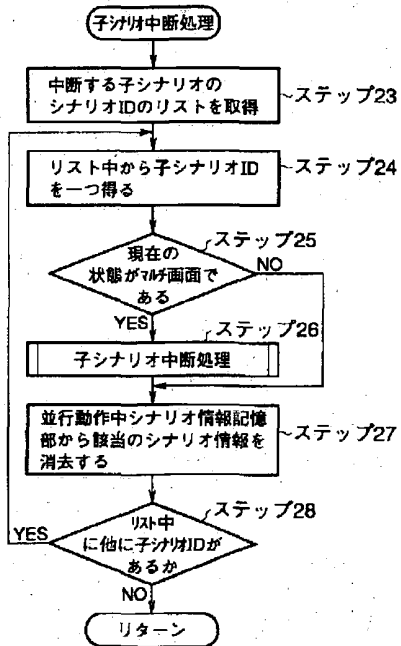 子シナリオ中断処理
中断する子シナリオの
シナリオIDのリストを取得
～ステップ23
リスト中から子シナリオID
を一つ得る
～ステップ24
ステップ25
現在の
状態がマルチ画面で
ある
NO
YES
ステップ26
子シナリオ中断処理
並行動作中シナリオ情報記憶
部から該当のシナリオ情報を
消去する
～ステップ27
ステップ28
リスト中
に他に子シナリオIDが
あるか
YES
NO
リターン